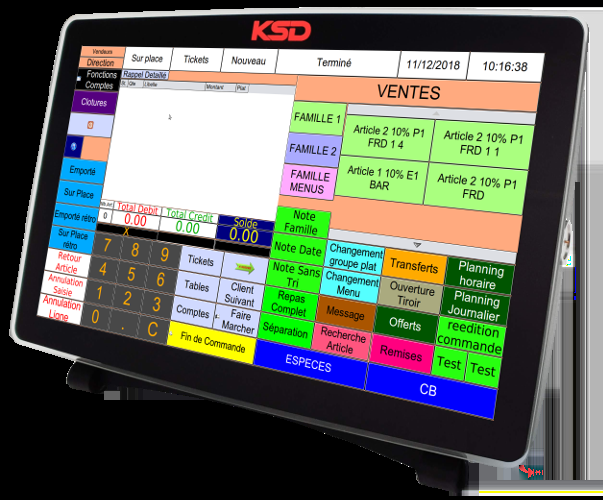 KSD
Vendeurs
Direction
Sur place
Tickets
Nouveau
Terminé
11/12/2018
10:16:38
Fonctions
Comptes
Rappel Detaillé
Qte
Libelle
Montant
Plat
VENTES
Clotures
FAMILLE 1
Article 2 10% P1
FRD 1 4
Article 2 10% P1
FRD 1 1
FAMILLE 2
Article 1 10% E1
BAR
Article 2 10% P1
FRD
FAMILLE
MENUS
Emporté
Sur Place
Emporté rétro
Sur Place
rétro
0
Total Debit
0.00
Total Credit
0.00
Solde
0.00
X
Note
Famille
Note Date
Changement
groupe plat
Transferts
Planning
horaire
7
8
9
Tickets
Retour
Article
4
5
6
Tables
Client
Suivant
Note Sans
Tri
Changement
Menu
Ouverture
Tiroir
Planning
Journalier
Annulation
Saisie
1
2
3
Comptes
Faire
Marcher
Repas
Complet
Message
Offerts
reedition
commande
Annulation
Ligne
0
.
C
Fin de Commande
Séparation
Recherche
Article
Remises
Test
Test
ESPECES
CB